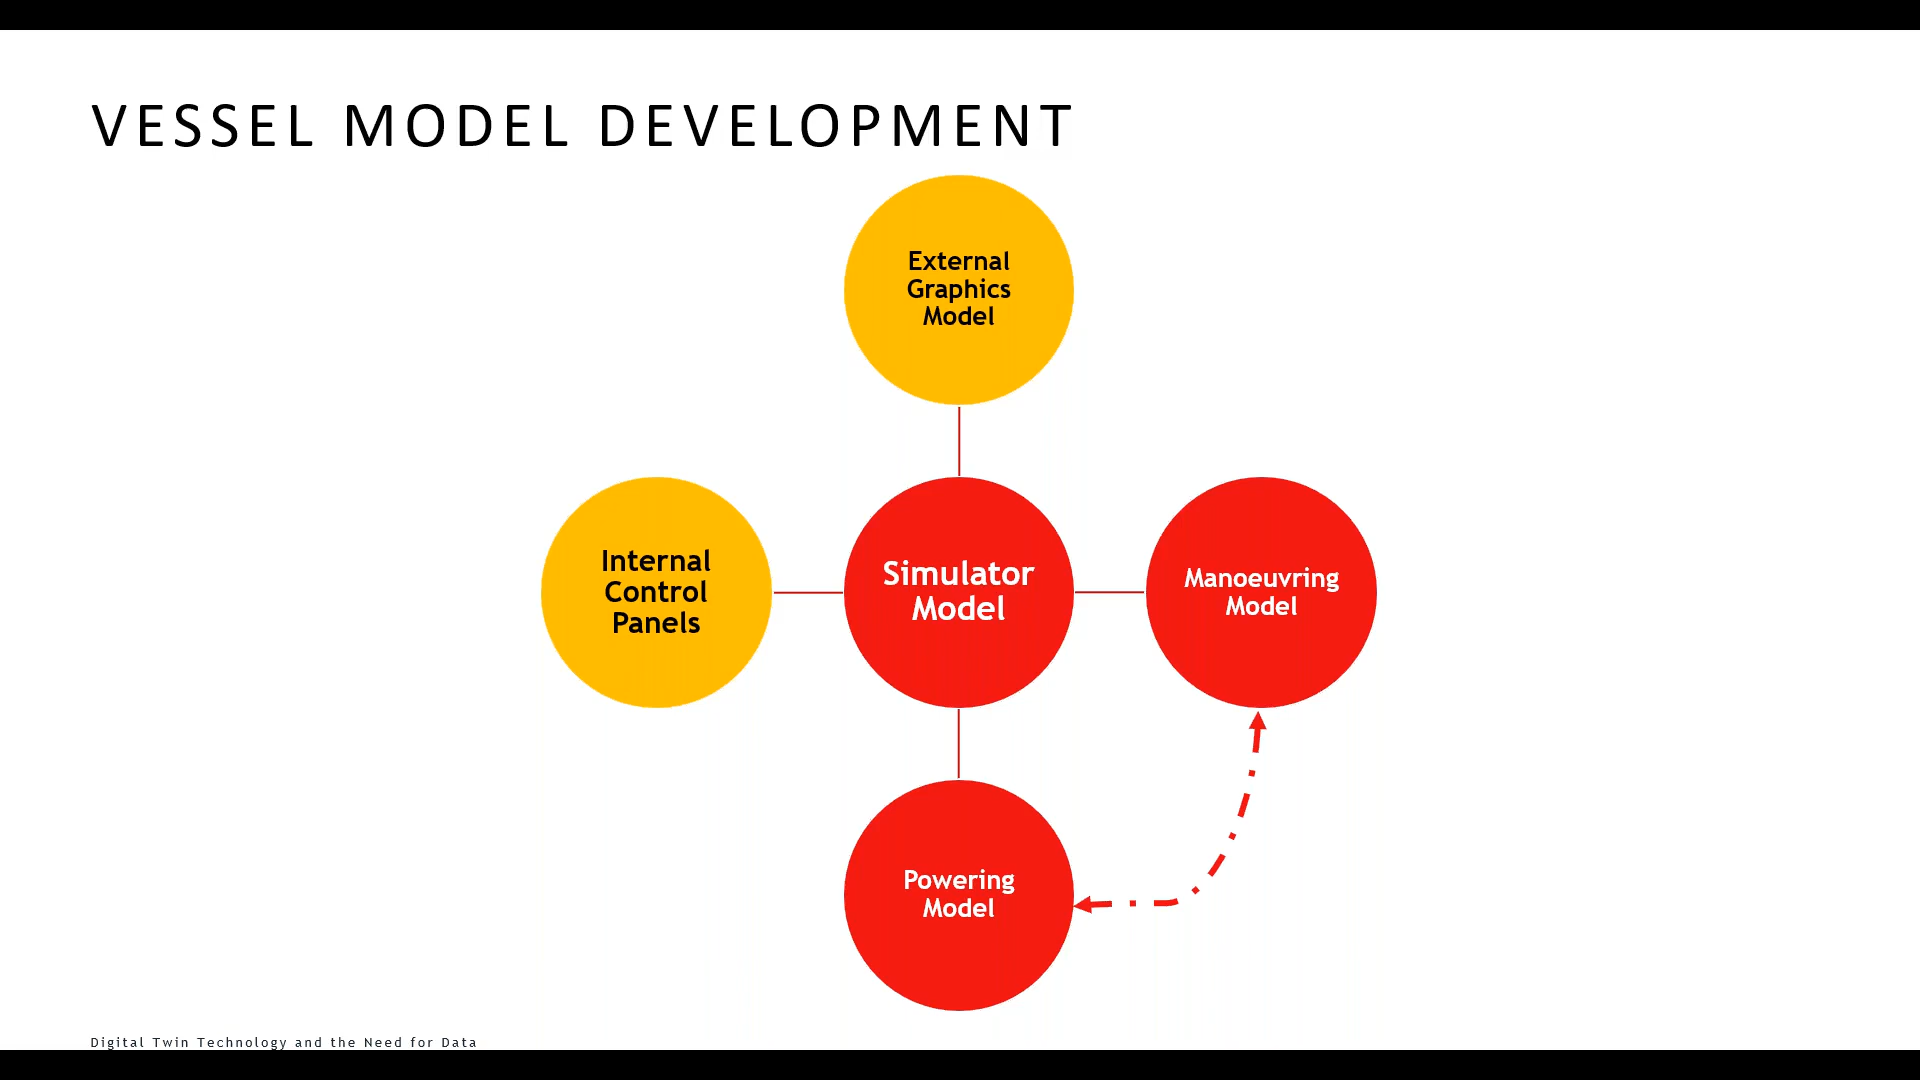 VESSEL MODEL DEVELOPMENT
External
Graphics
Model
Internal
Control
Panels
Simulator
Model
Manoeuvring
Model
Powering
Model
Digital Twin Technology and the Need for Data